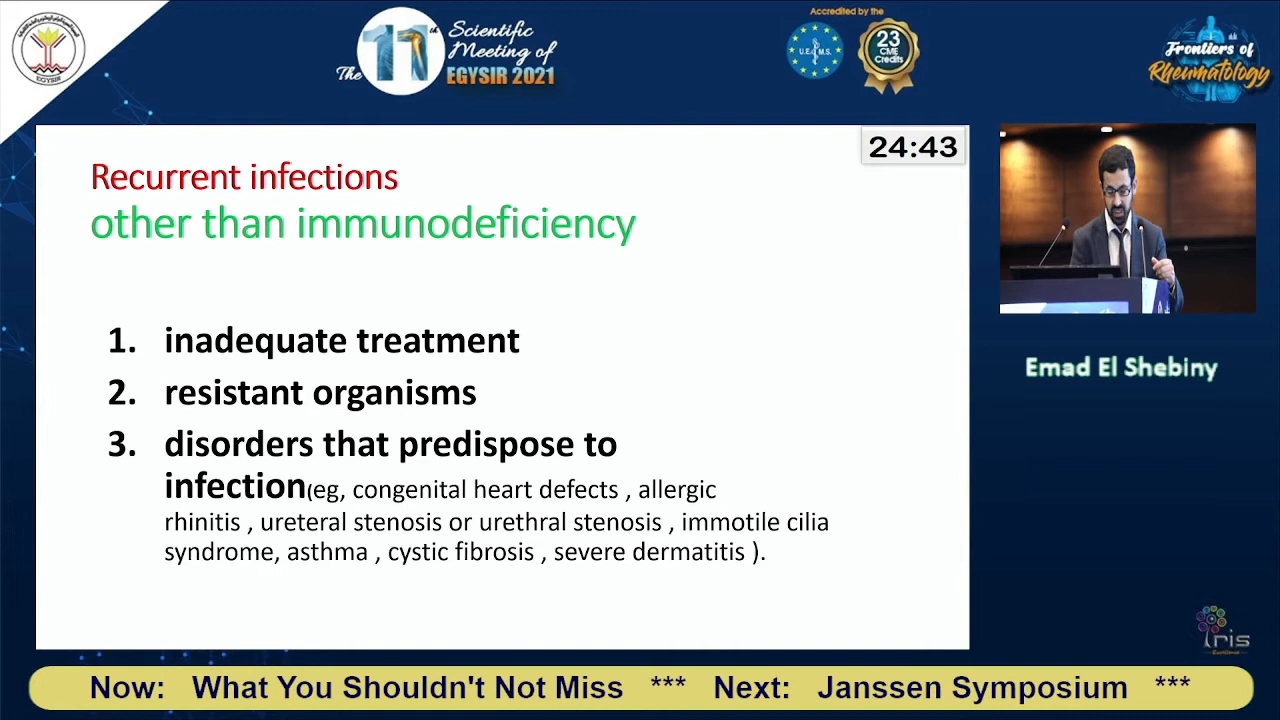 EGYSIR
The 11th
Scientific
Meeting of
EGYSIR 2021
Accredited by the
U.E.M.S.
23
CME
Credits
Frontiers of
Rheumatology
24:43
Recurrent infections
other than immunodeficiency
1. inadequate treatment
2. resistant organisms
3. disorders that predispose to
infection(eg, congenital heart defects , allergic
rhinitis , ureteral stenosis or urethral stenosis , immotile cilia
syndrome, asthma , cystic fibrosis , severe dermatitis ).
Emad El Shebiny
Iris
Now: What You Shouldn't Not Miss *** Next: Janssen Symposium ***